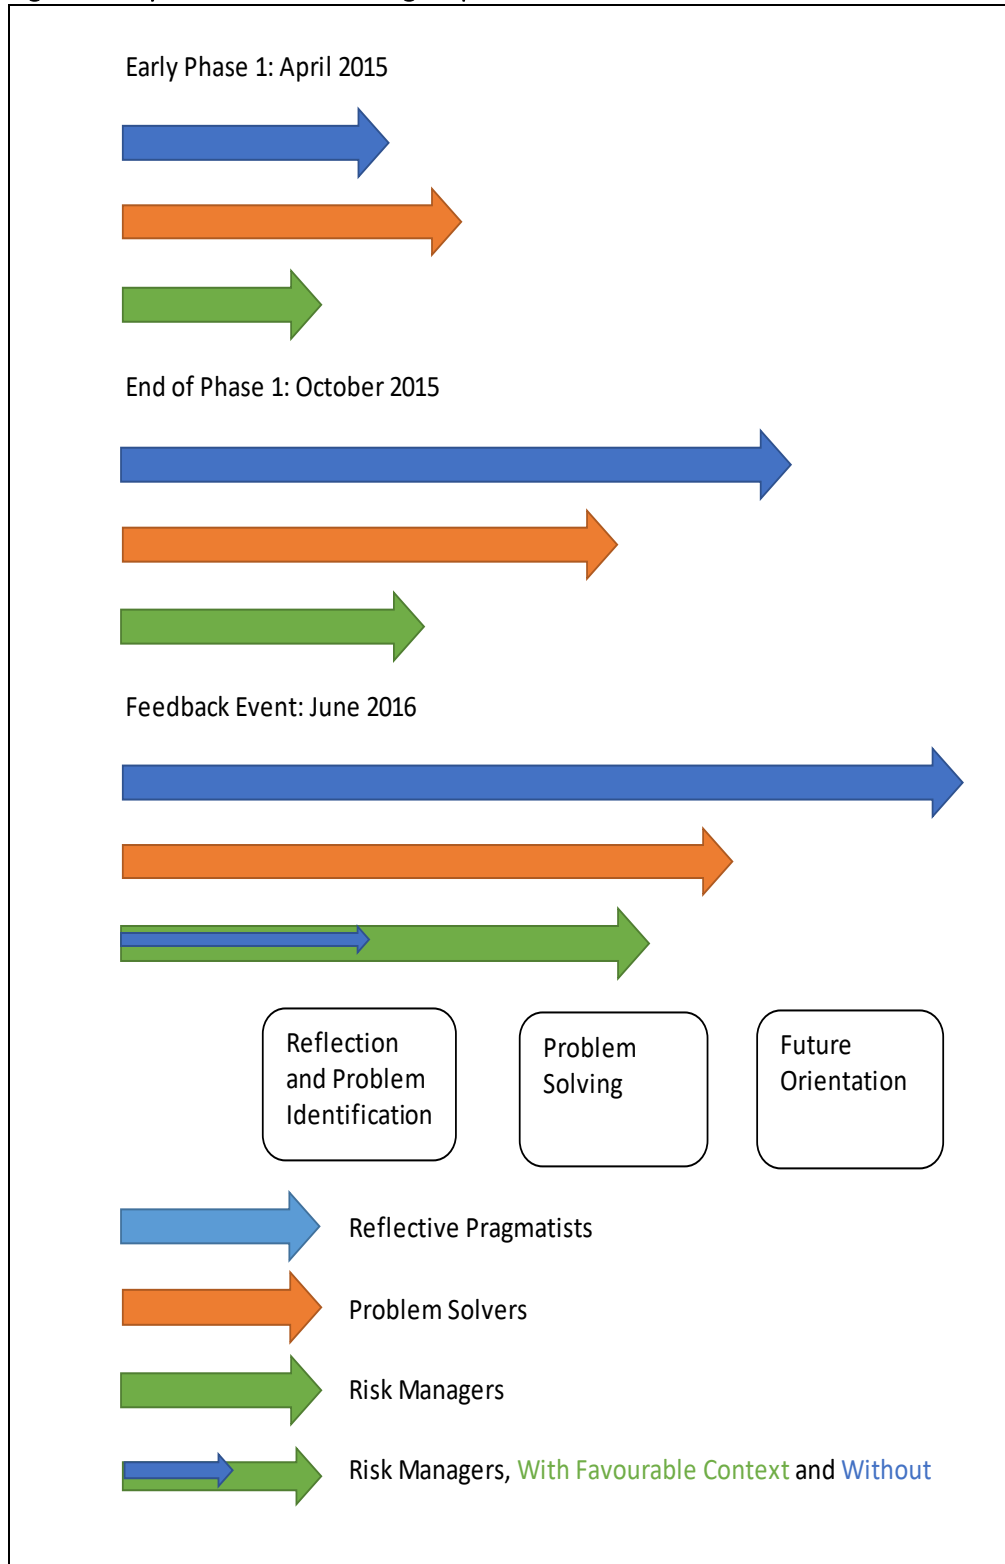 Early Phase 1: April 2015
End of Phase 1: October 2015
Feedback Event: June 2016
Reflection
and Problem
Identification
Problem
Solving
Future
Orientation
Reflective Pragmatists
Problem Solvers
Risk Managers
Risk Managers, With Favourable Context and Without